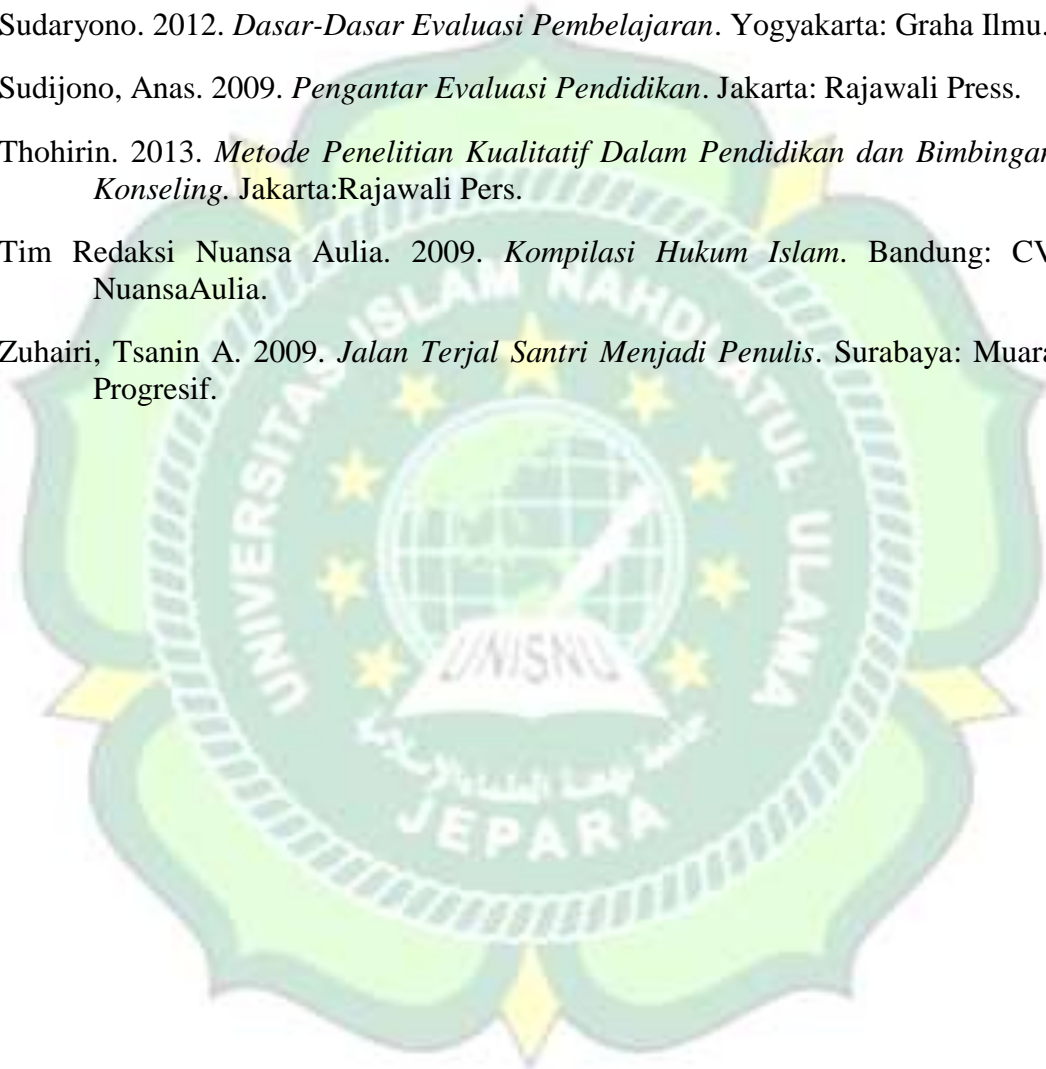 Sudaryono. 2012. Dasar-Dasar Evaluasi Pembelajaran. Yogyakarta: Graha Ilmu.
Sudijono, Anas. 2009. Pengantar Evaluasi Pendidikan. Jakarta: Rajawali Press.
Thohirin. 2013. Metode Penelitian Kualitatif Dalam Pendidikan dan Bimbingan
Konseling. Jakarta:Rajawali Pers.
Tim Redaksi Nuansa Aulia. 2009. Kompilasi Hukum Islam. Bandung: CV
NuansaAulia.
Zuhairi, Tsanin A. 2009. Jalan Terjal Santri Menjadi Penulis. Surabaya: Muara
Progresif.
UNIVERSITAS ISLAM NAHDLATUL ULAMA
UNISNU
JEPARA